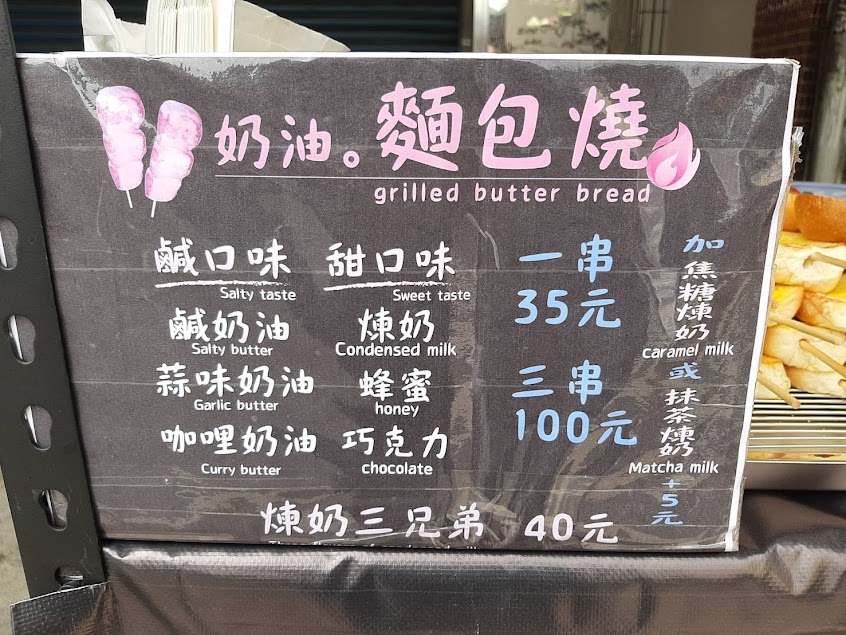 奶油。麵包燒
grilled butter bread
鹹口味
Salty taste
鹹奶油
Salty butter
蒜味奶油
Garlic butter
咖哩奶油
Curry butter
甜口味
Sweet taste
煉奶
Condensed milk
蜂蜜
honey
巧克力
chocolate
一串
35元
三串
100元
加
焦糖煉奶
caramel milk
或
抹茶煉奶
Matcha milk
+5元
煉奶三兄弟 40元